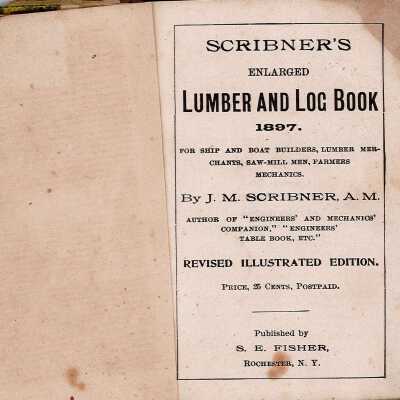 SCRIBNER'S
ENLARGED
LUMBER AND LOG BOOK
1897.
FOR SHIP AND BOAT BUILDERS, LUMBER MER-
CHANTS, SAW-MILL MEN, FARMERS
MECHANICS.
By J. M. SCRIBNER, A. M.
AUTHOR OF "ENGINEERS' AND MECHANICS'
COMPANION," "ENGINEERS'
TABLE BOOK, ETC."
REVISED ILLUSTRATED EDITION.
PRICE, 25 CENTS, POSTPAID.
Published by
S. E. FISHER,
ROCHESTER, N. Y.